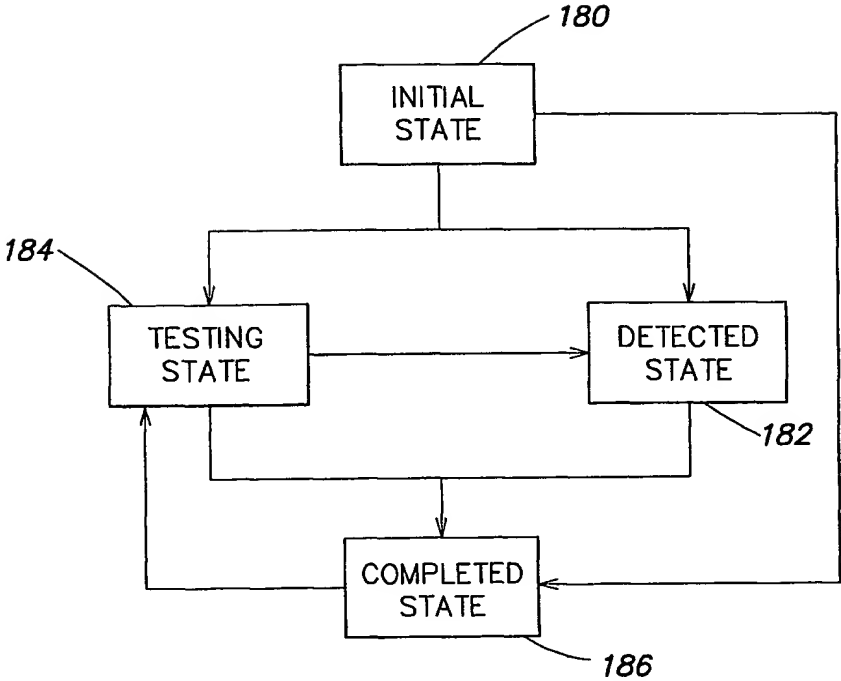 180
INITIAL
STATE
184
TESTING
STATE
DETECTED
STATE
182
COMPLETED
STATE
186